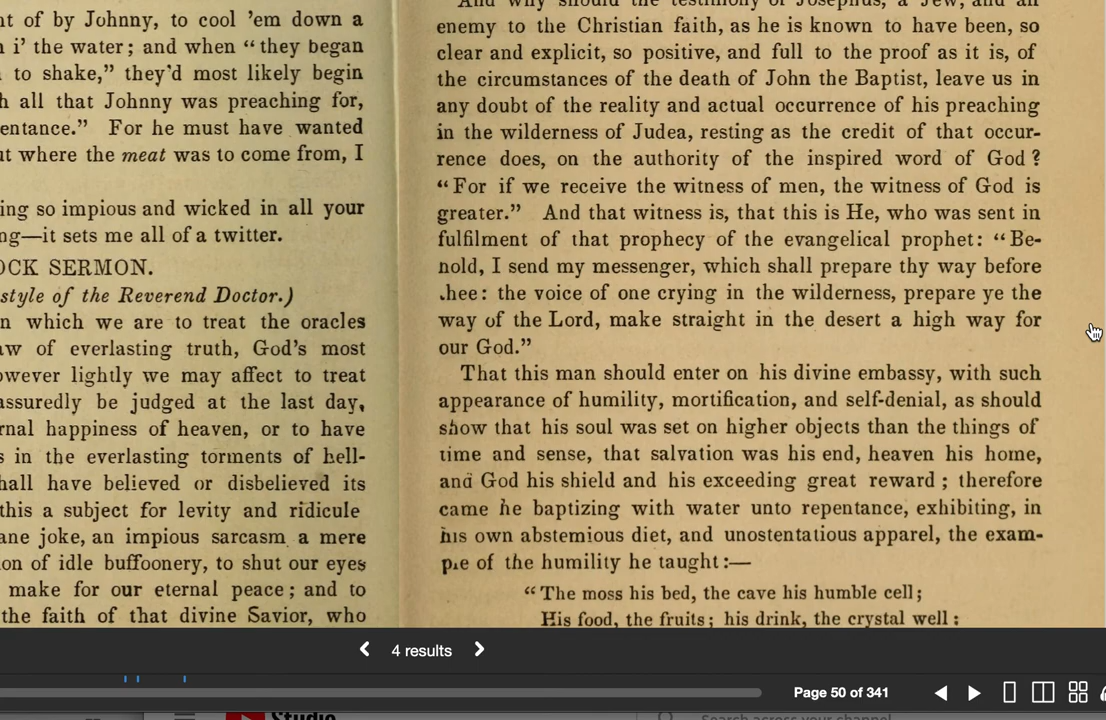 nt of by Johnny, to cool 'em down a
i' the water; and when “they began
to shake,” they'd most likely begin
h all that Johnny was preaching for,
entance.” For he must have wanted
ut where the meat was to come from, I
ing so impious and wicked in all your
ng—it sets me all of a twitter.
OCK SERMON.
style of the Reverend Doctor.)
n which we are to treat the oracles
aw of everlasting truth, God's most
owever lightly we may affect to treat
assuredly be judged at the last day,
rnal happiness of heaven, or to have
s in the everlasting torments of hell-
hall have believed or disbelieved its
this a subject for levity and ridicule
ane joke, an impious sarcasm a mere
on of idle buffoonery, to shut our eyes
make for our eternal peace; and to
the faith of that divine Savior, who
And why should the testimony of Josephus, a Jew, and an
enemy to the Christian faith, as he is known to have been, so
clear and explicit, so positive, and full to the proof as it is, of
the circumstances of the death of John the Baptist, leave us in
any doubt of the reality and actual occurrence of his preaching
in the wilderness of Judea, resting as the credit of that occur-
rence does, on the authority of the inspired word of God?
“For if we receive the witness of men, the witness of God is
greater.” And that witness is, that this is He, who was sent in
fulfilment of that prophecy of the evangelical prophet: “Be-
hold, I send my messenger, which shall prepare thy way before
thee: the voice of one crying in the wilderness, prepare ye the
way of the Lord, make straight in the desert a high way for
our God.”
That this man should enter on his divine embassy, with such
appearance of humility, mortification, and self-denial, as should
show that his soul was set on higher objects than the things of
time and sense, that salvation was his end, heaven his home,
and God his shield and his exceeding great reward; therefore
came he baptizing with water unto repentance, exhibiting, in
his own abstemious diet, and unostentatious apparel, the exam-
ple of the humility he taught:—
“The moss his bed, the cave his humble cell;
His food, the fruits; his drink, the crystal well:
4 results
Page 50 of 341
Studio
Search across your channel